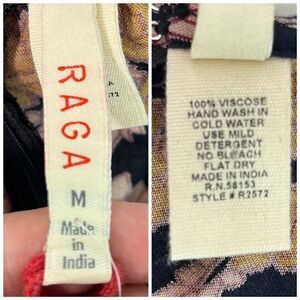 RAGA
M
Made
in
India
2572
100% VISCOSE
HAND WASH IN
COLD WATER
USE MILD
DETERGENT
NO BLEACH
FLAT DRY
MADE IN INDIA
R.N.58153
STYLE # R2572